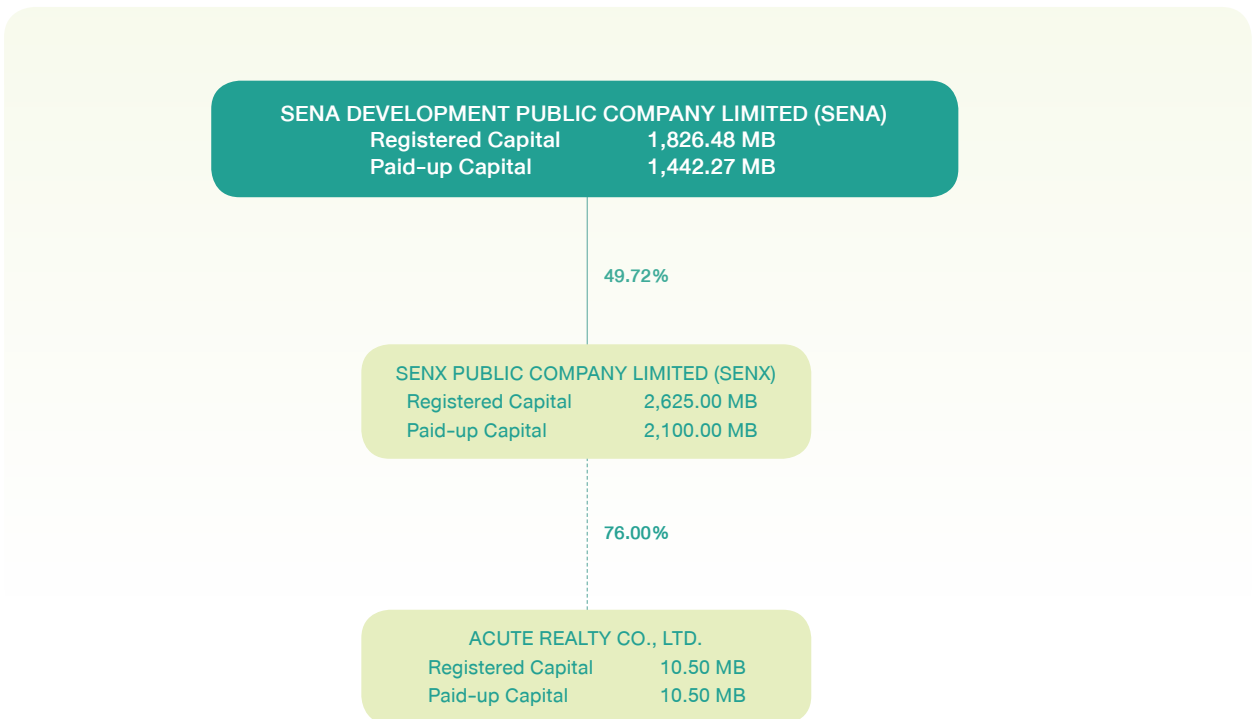 SENA DEVELOPMENT PUBLIC COMPANY LIMITED (SENA)
Registered Capital 1,826.48 MB
Paid-up Capital 1,442.27 MB
49.72%
SENX PUBLIC COMPANY LIMITED (SENX)
Registered Capital 2,625.00 MB
Paid-up Capital 2,100.00 MB
76.00%
ACUTE REALTY CO., LTD.
Registered Capital 10.50 MB
Paid-up Capital 10.50 MB